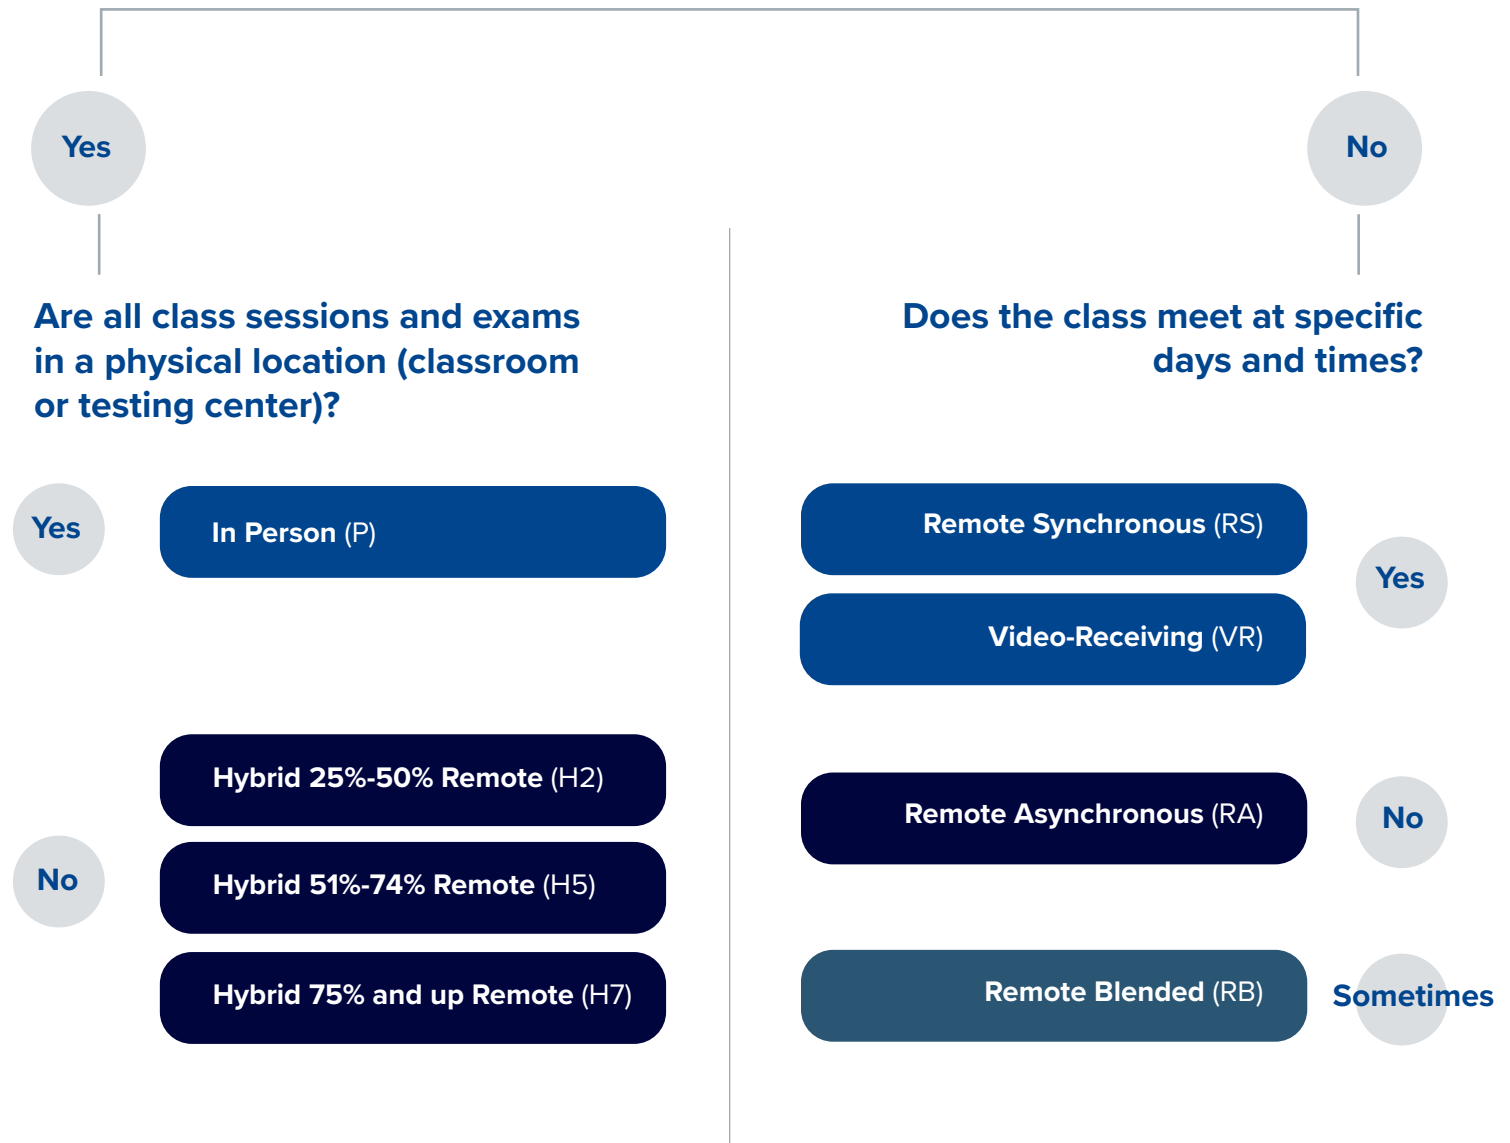 Yes
No
Are all class sessions and exams
in a physical location (classroom
or testing center)?
Yes
In Person (P)
No
Hybrid 25%-50% Remote (H2)
Hybrid 51%-74% Remote (H5)
Hybrid 75% and up Remote (H7)
Does the class meet at specific
days and times?
Remote Synchronous (RS)
Video-Receiving (VR)
Yes
Remote Asynchronous (RA)
No
Remote Blended (RB)
Sometimes